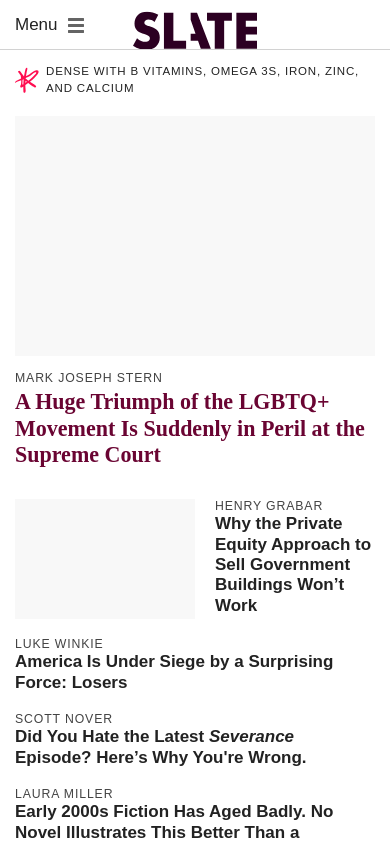 Menu
SLATE
DENSE WITH B VITAMINS, OMEGA 3S, IRON, ZINC,
AND CALCIUM
MARK JOSEPH STERN
A Huge Triumph of the LGBTQ+
Movement Is Suddenly in Peril at the
Supreme Court
HENRY GRABAR
Why the Private
Equity Approach to
Sell Government
Buildings Won’t
Work
LUKE WINKIE
America Is Under Siege by a Surprising
Force: Losers
SCOTT NOVER
Did You Hate the Latest Severance
Episode? Here’s Why You're Wrong.
LAURA MILLER
Early 2000s Fiction Has Aged Badly. No
Novel Illustrates This Better Than a